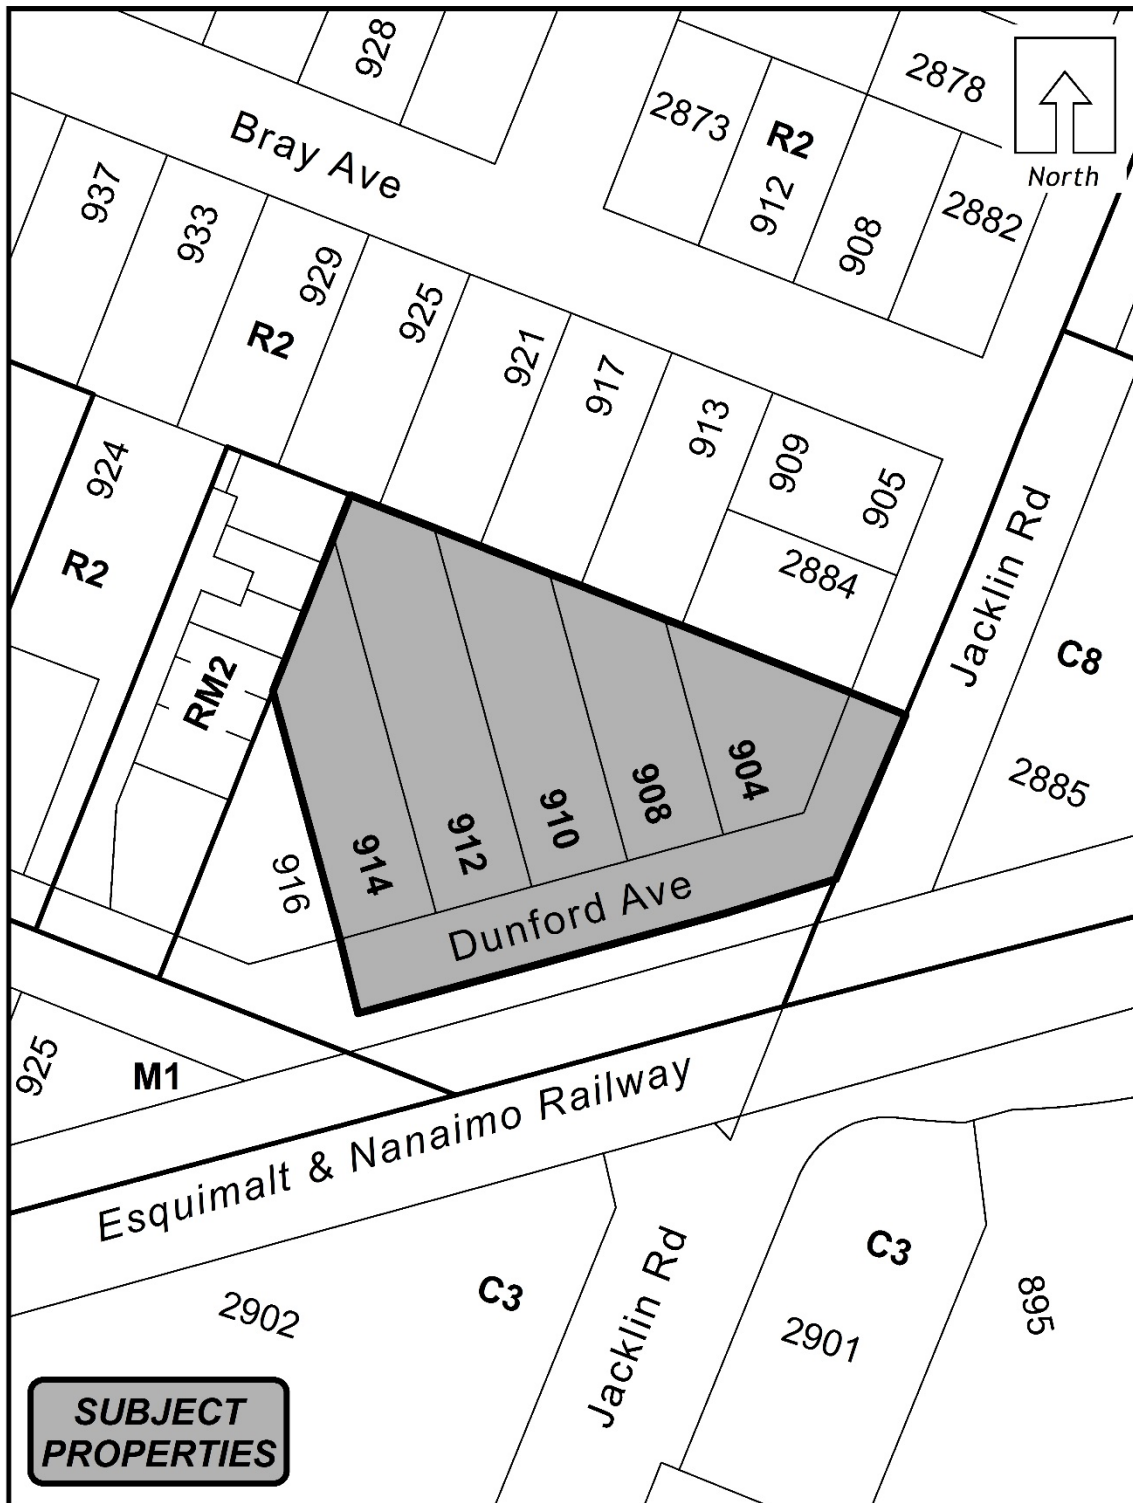 928
2878
2873
R2
912
908
2882
North
Bray Ave
937
933
929
R2
925
921
917
913
909
905
2884
924
R2
RM2
Jacklin Rd
C8
2885
904
908
910
912
914
916
Dunford Ave
925
M1
Esquimalt & Nanaimo Railway
2902
C3
Jacklin Rd
C3
2901
895
SUBJECT
PROPERTIES